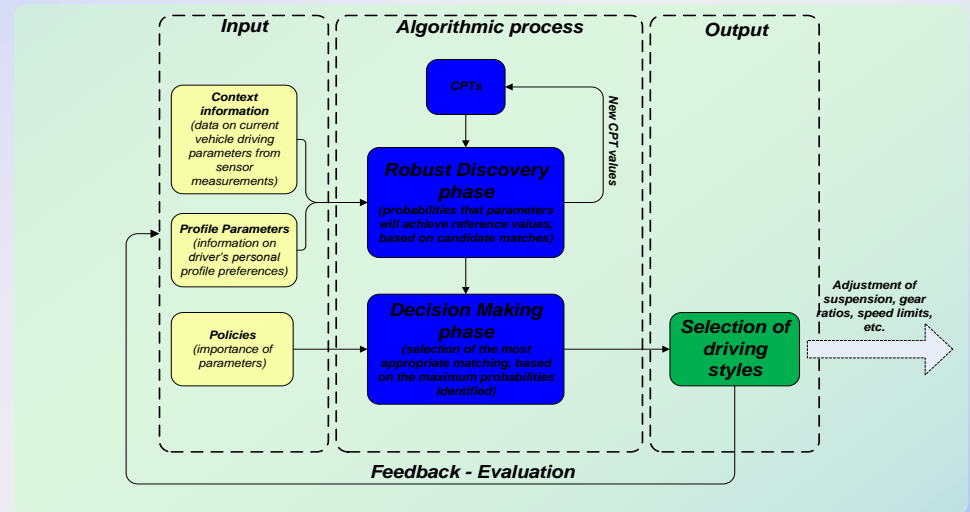 Input
Algorithmic process
Output
Context
information
(data on current
vehicle driving
parameters from
sensor
measurements)
Profile Parameters
(information on
driver's personal
profile preferences)
Policies
(importance of
parameters)
CPTs
New CPT values
Robust Discovery
phase
(probabilities that parameters
will achieve reference values,
based on candidate matches)
Decision Making
phase
(selection of the most
appropriate matching, based
on the maximum probabilities
identified)
Selection of
driving
styles
Adjustment of
suspension, gear
ratios, speed limits,
etc.
Feedback - Evaluation